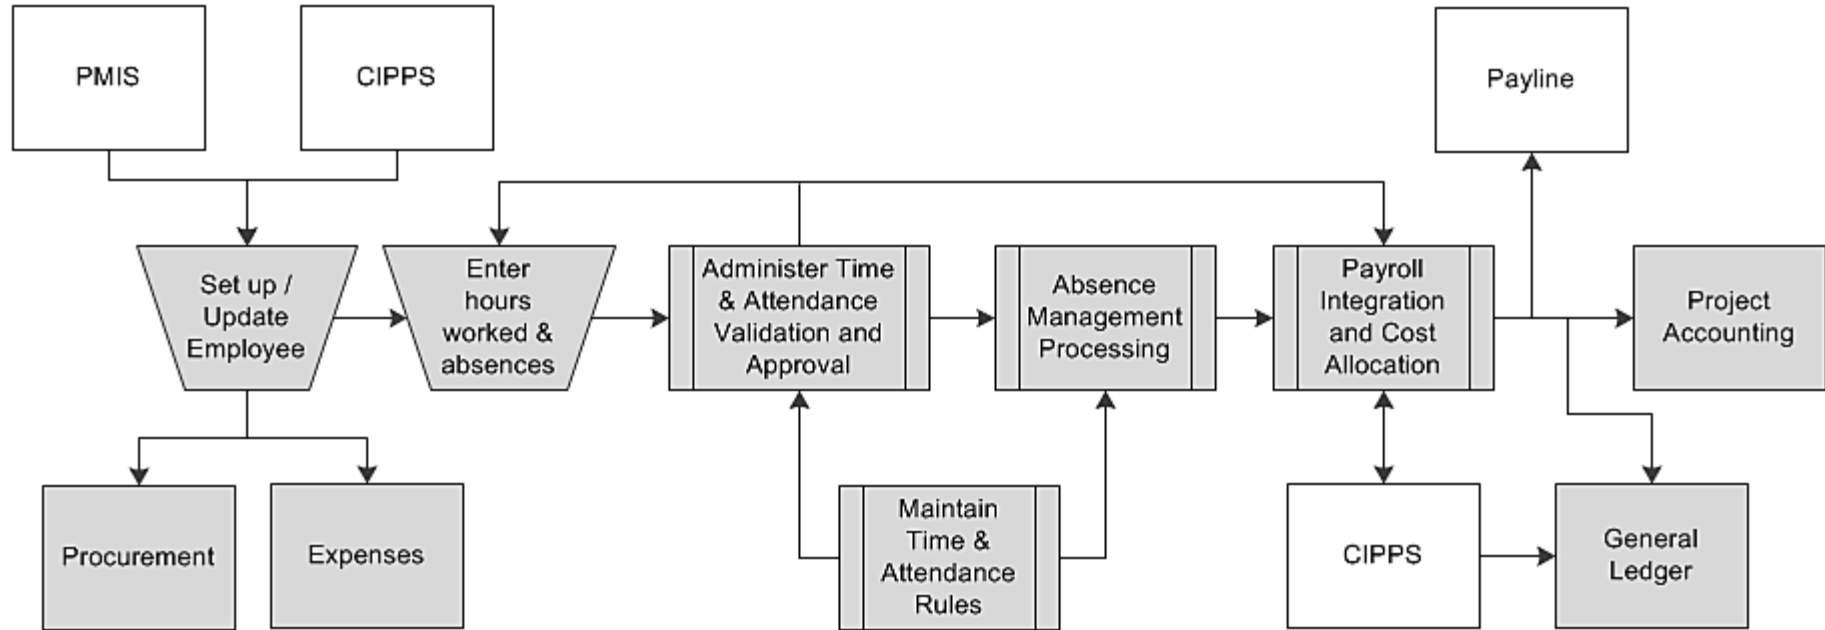 PMIS
CIPPS
Payline
Set up /
Update
Employee
Enter
hours
worked &
absences
Administer Time
& Attendance
Validation and
Approval
Absence
Management
Processing
Payroll
Integration
and Cost
Allocation
Project
Accounting
Procurement
Expenses
Maintain
Time &
Attendance
Rules
CIPPS
General
Ledger